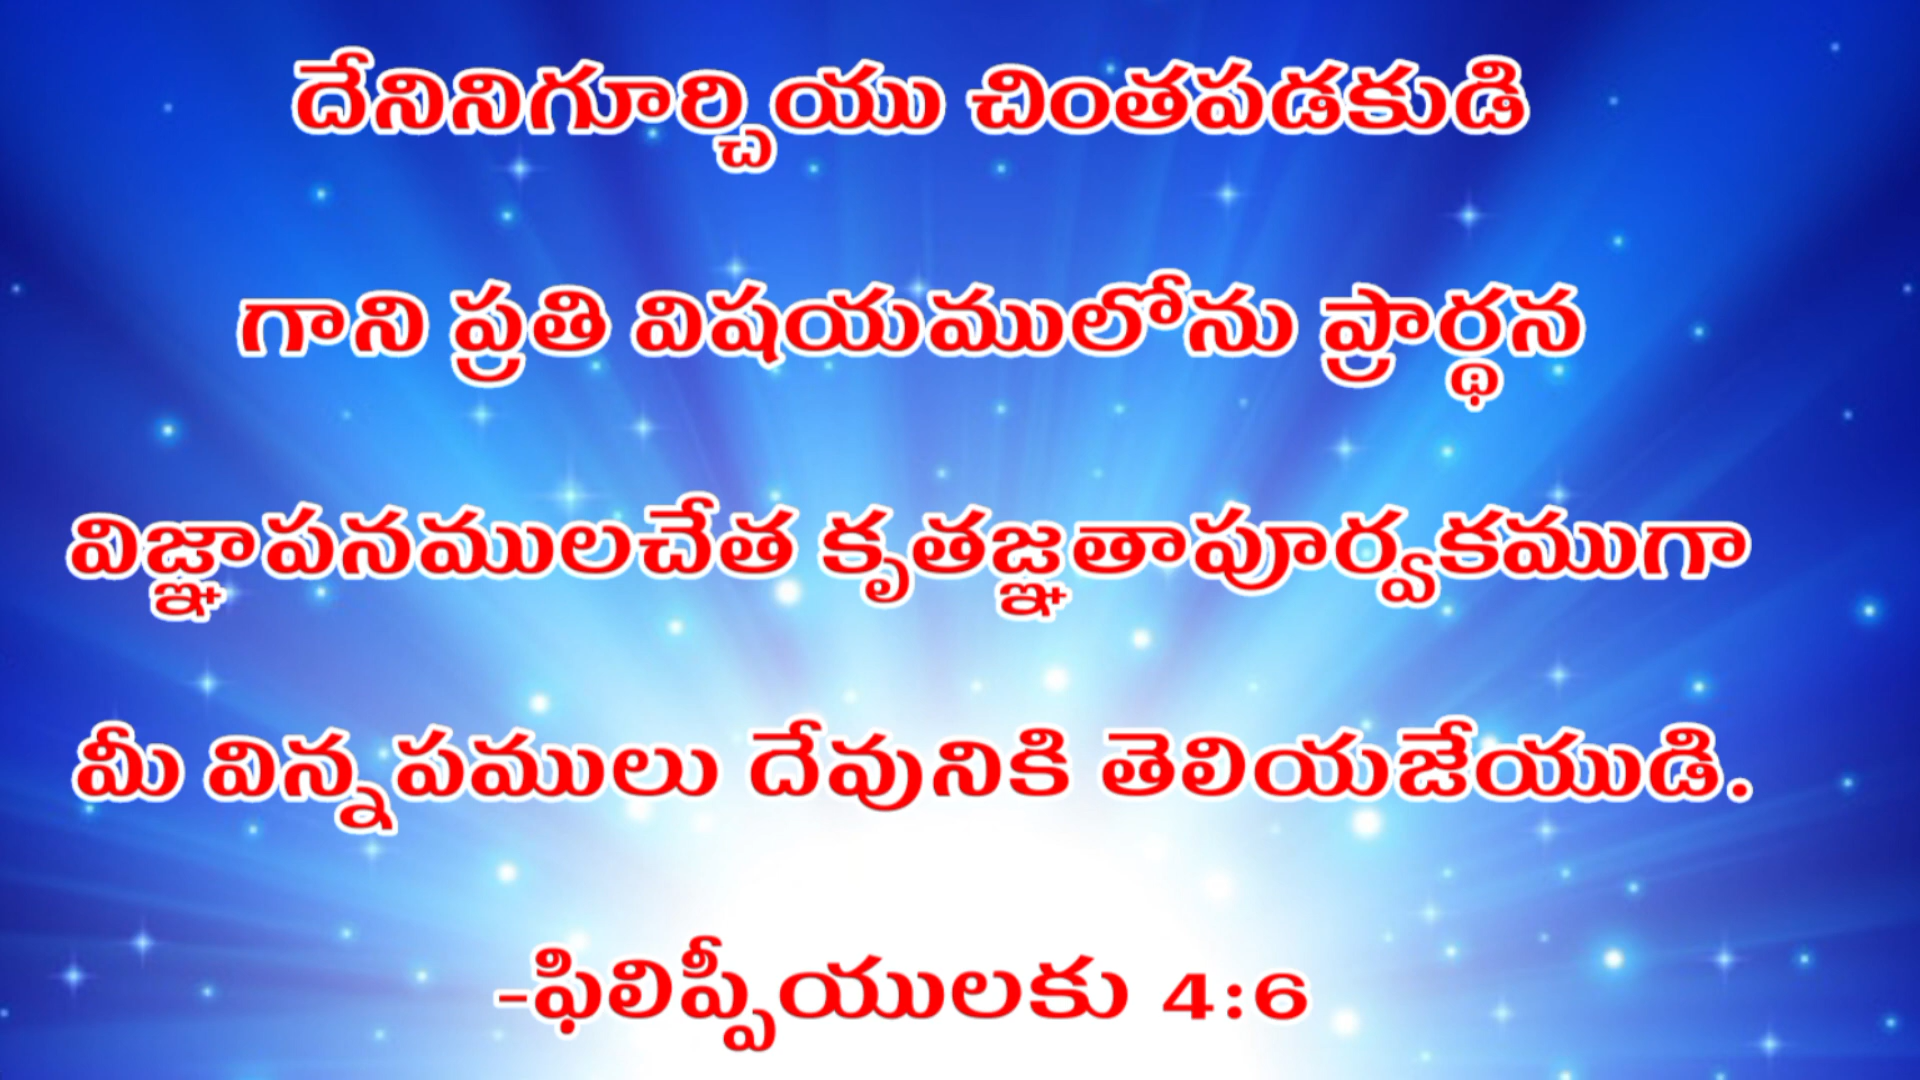 దేనినిగూర్చియు చింతపడకుడి
గాని ప్రతి విషయములోను ప్రార్థన
విజ్ఞాపనములచేత కృతజ్ఞతాపూర్వకముగా
మీ విన్నపములు దేవునికి తెలియజేయుడి.
-ఫిలిప్పీయులకు 4:6